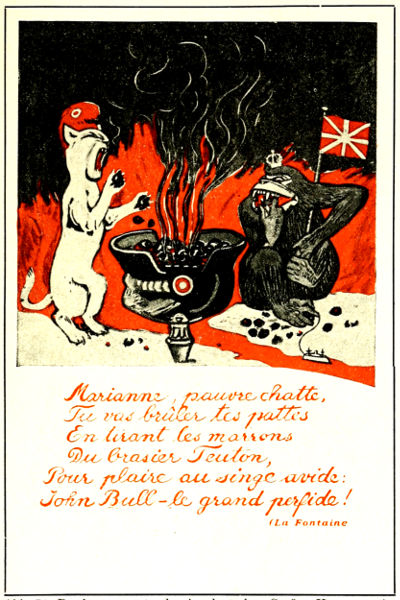 Marianne, pauvre chatte,
Tu vas brûler tes pattes
En tirant les marrons
Du brasier Teuton,
Pour plaire au singe avide:
John Bull - le grand perfide!
(La Fontaine